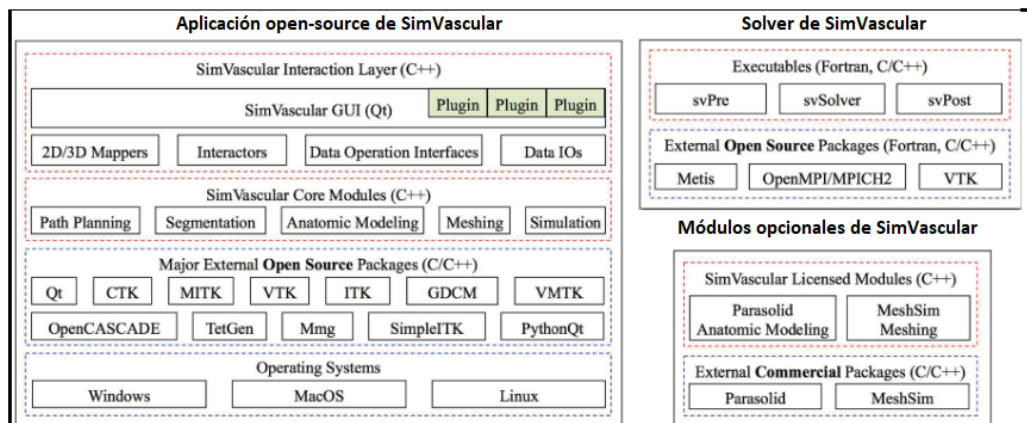 Aplicación open-source de SimVascular
SimVascular Interaction Layer (C++)
SimVascular GUI (Qt)
Plugin
Plugin
Plugin
2D/3D Mappers
Interactors
Data Operation Interfaces
Data IOs
SimVascular Core Modules (C++)
Path Planning
Segmentation
Anatomic Modeling
Meshing
Simulation
Major External Open Source Packages (C/C++)
Qt
CTK
MITK
VTK
ITK
GDCM
VMTK
OpenCASCADE
TetGen
Mmg
SimpleITK
PythonQt
Operating Systems
Windows
MacOS
Linux
Solver de SimVascular
Executables (Fortran, C/C++)
svPre
svSolver
svPost
External Open Source Packages (Fortran, C/C++)
Metis
OpenMPI/MPICH2
VTK
Módulos opcionales de SimVascular
SimVascular Licensed Modules (C++)
Parasolid
Anatomic Modeling
MeshSim
Meshing
External Commercial Packages (C/C++)
Parasolid
MeshSim